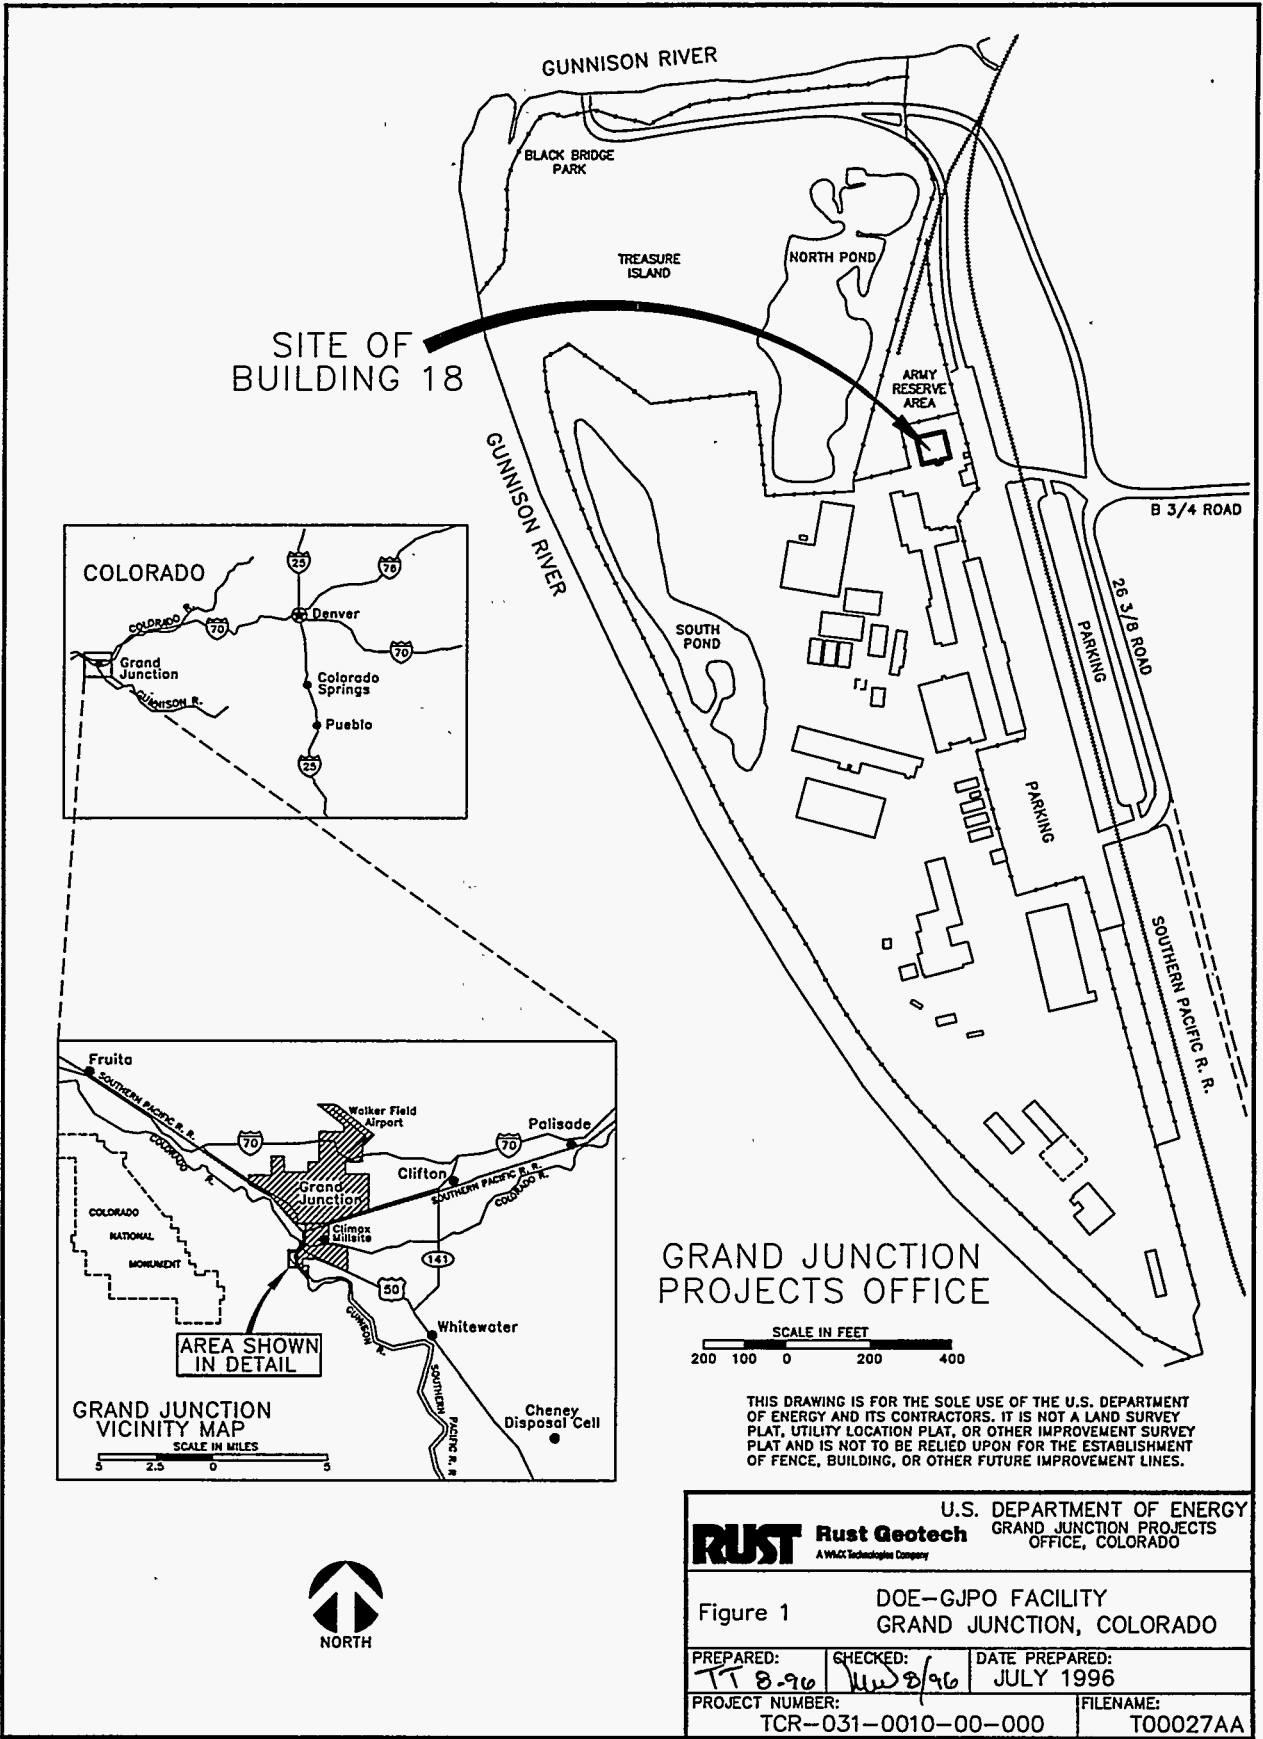 GUNNISON RIVER
BLACK BRIDGE
PARK
TREASURE
ISLAND
NORTH POND
SITE OF
BUILDING 18
ARMY
RESERVE
AREA
GUNNISON RIVER
B 3/4 ROAD
26 3/8 ROAD
PARKING
SOUTH
POND
PARKING
SOUTHERN PACIFIC R. R.
COLORADO
25
76
COLORADO R.
70
Denver
70
Grand
Junction
GUNNISON R.
Colorado
Springs
Pueblo
25
Fruita
SOUTHERN PACIFIC R. R.
COLORADO R.
Walker Field
Airport
70
70
Palisade
Clifton
SOUTHERN PACIFIC R. R.
COLORADO R.
Grand
Junction
COLORADO
NATIONAL
MONUMENT
Climax
Millsite
141
50
GUNISON R.
Whitewater
AREA SHOWN
IN DETAIL
SOUTHERN PACIFIC R. R
Cheney
Disposal Cell
GRAND JUNCTION
VICINITY MAP
SCALE IN MILES
5 2.5 0 5
GRAND JUNCTION
PROJECTS OFFICE
SCALE IN FEET
200 100 0 200 400
THIS DRAWING IS FOR THE SOLE USE OF THE U.S. DEPARTMENT
OF ENERGY AND ITS CONTRACTORS. IT IS NOT A LAND SURVEY
PLAT, UTILITY LOCATION PLAT, OR OTHER IMPROVEMENT SURVEY
PLAT AND IS NOT TO BE RELIED UPON FOR THE ESTABLISHMENT
OF FENCE, BUILDING, OR OTHER FUTURE IMPROVEMENT LINES.
NORTH
RUST Rust Geotech
A WMX Technologies Company
U.S. DEPARTMENT OF ENERGY
GRAND JUNCTION PROJECTS
OFFICE, COLORADO
Figure 1
DOE-GJPO FACILITY
GRAND JUNCTION, COLORADO
PREPARED:
TT 8-96
CHECKED:
8/96
DATE PREPARED:
JULY 1996
PROJECT NUMBER:
TCR-031-0010-00-000
FILENAME:
T00027AA